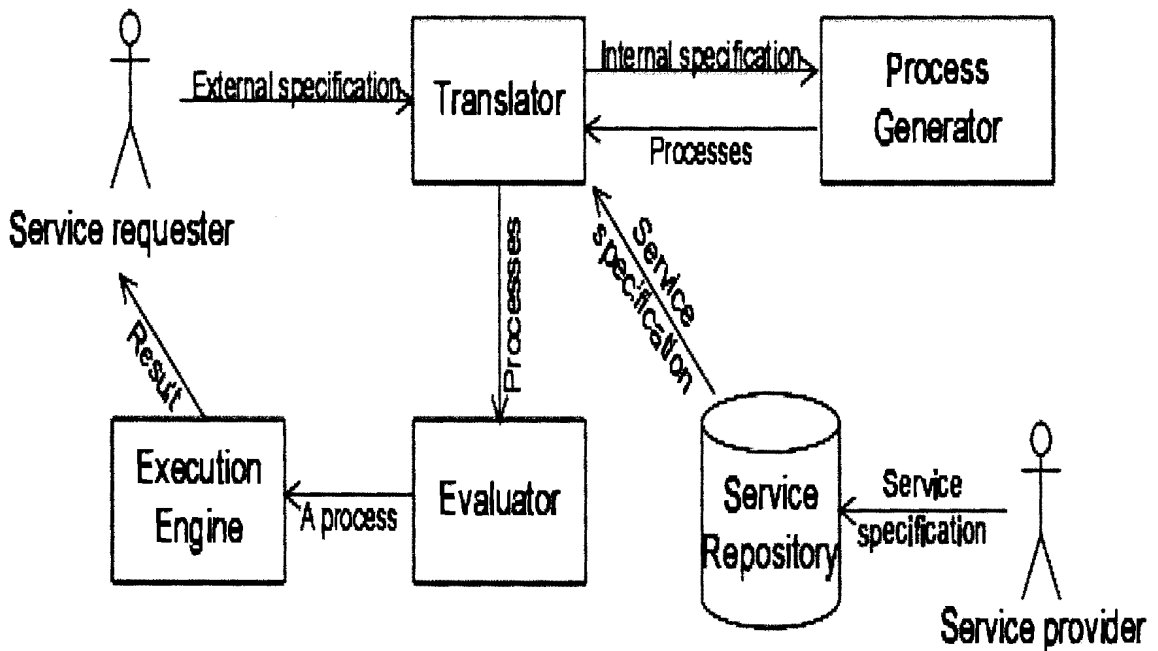 External specification
Translator
Internal specification
Process
Generator
Processes
Service requester
Processes
Service
specification
Result
Execution
Engine
A process
Evaluator
Service
Repository
Service
specification
Service provider